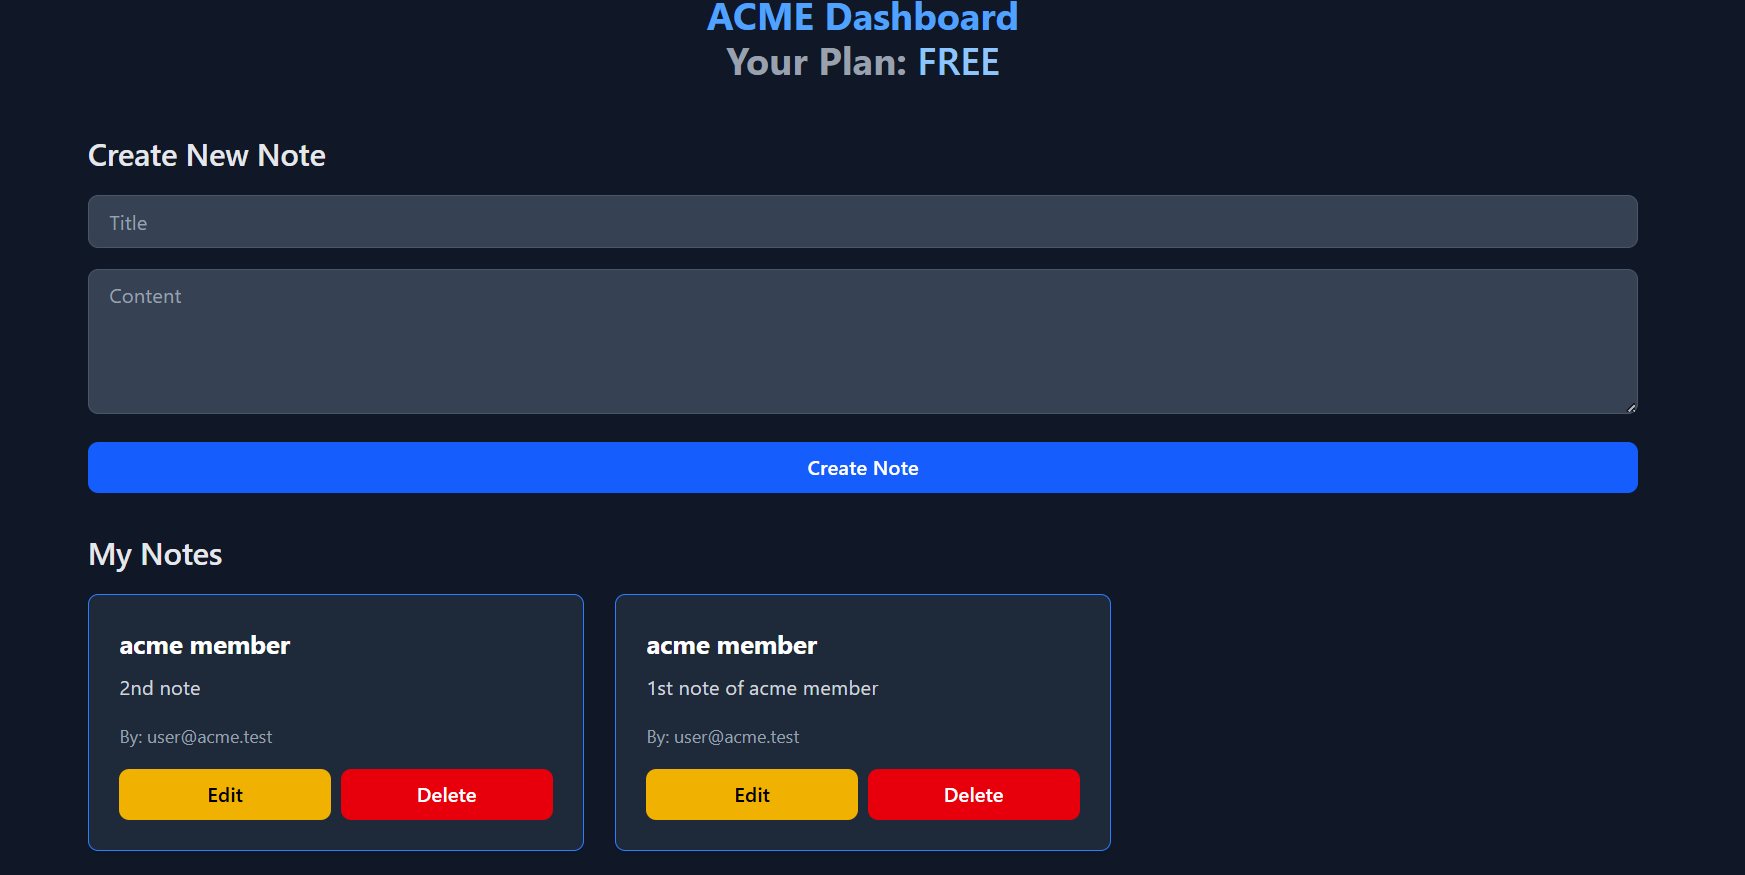 ACME Dashboard
Your Plan: FREE
Create New Note
Title
Content
Create Note
My Notes
acme member
2nd note
By: user@acme.test
Edit Delete
acme member
1st note of acme member
By: user@acme.test
Edit Delete